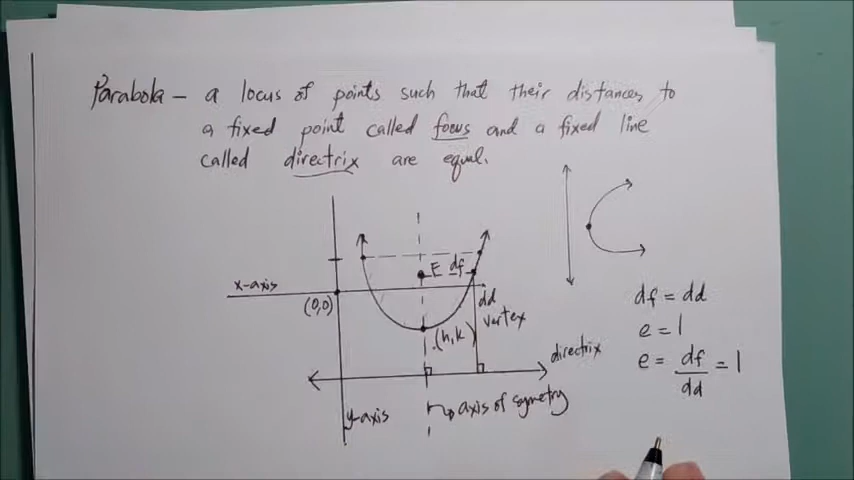 Parabola - a locus of points such that their distances to
a fixed point called focus and a fixed line
called directrix are equal.
x-axis
(0,0)
F df
dd
vertex
(h,k)
directrix
y-axis
axis of symetry
df = dd
e = 1
e = df/dd = 1